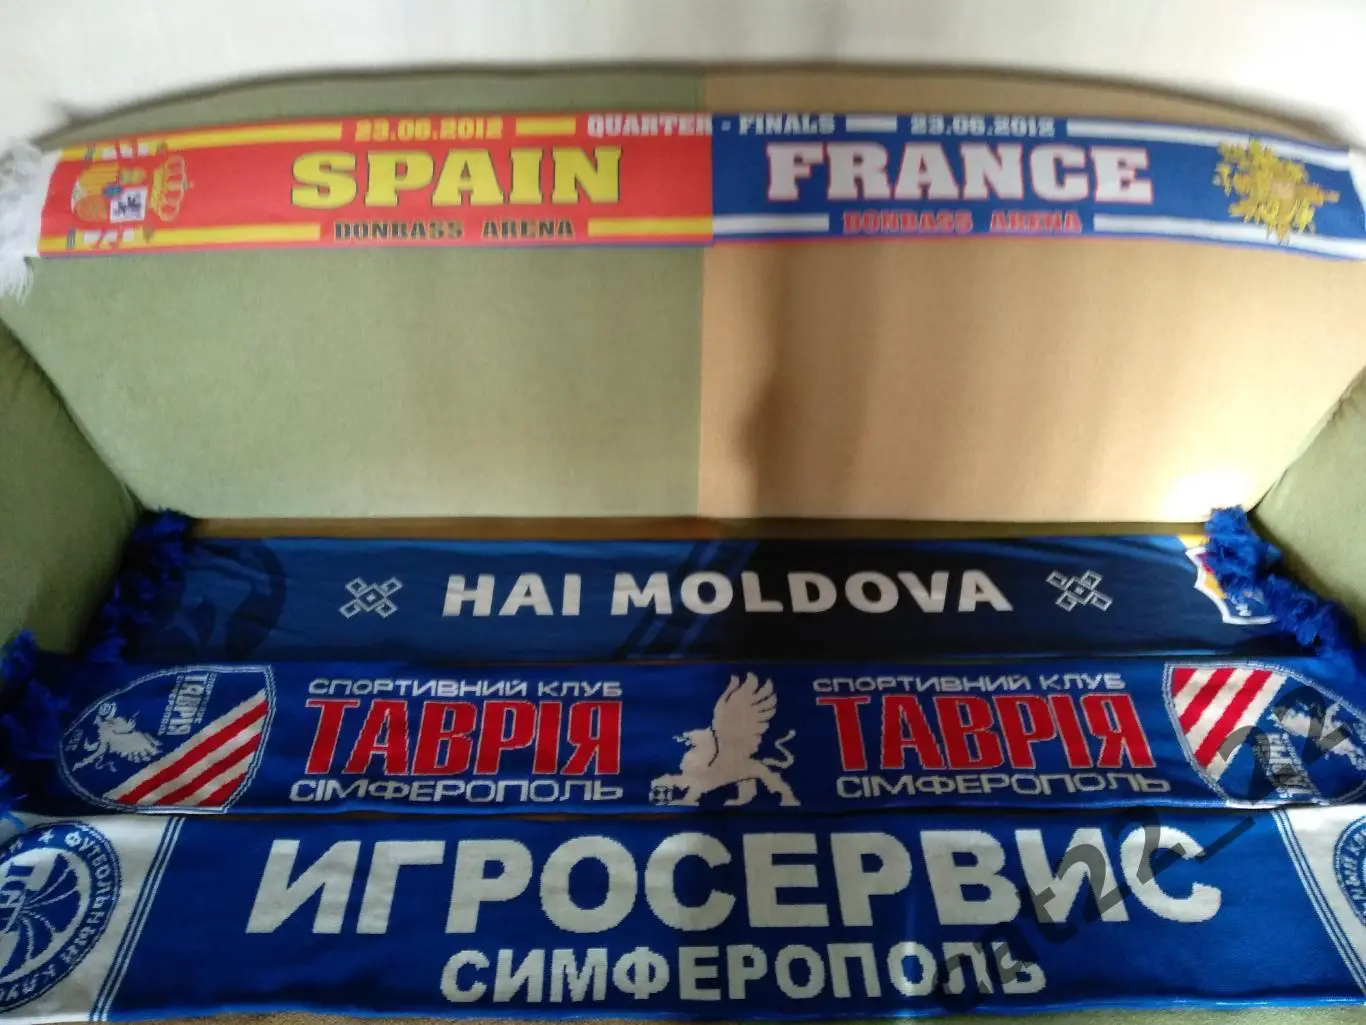 23.06.2012 QUARTER - FINALS 23.06.2012
SPAIN FRANCE
DONBASS ARENA DONBASS ARENA
HAI MOLDOVA
СПОРТИВНИЙ КЛУБ СПОРТИВНИЙ КЛУБ
ТАВРІЯ ТАВРІЯ
СІМФЕРОПОЛЬ СІМФЕРОПОЛЬ
ИГРОСЕРВИС
СИМФЕРОПОЛЬ